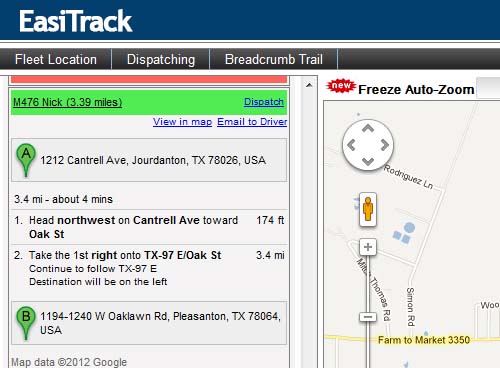 EasiTrack
Fleet Location
Dispatching
Breadcrumb Trail
M476 Nick (3.39 miles)
Dispatch
View in map Email to Driver
A
1212 Cantrell Ave, Jourdanton, TX 78026, USA
3.4 mi - about 4 mins
1. Head northwest on Cantrell Ave toward 174 ft
Oak St
2. Take the 1st right onto TX-97 E/Oak St 3.4 mi
Continue to follow TX-97 E
Destination will be on the left
B
1194-1240 W Oaklawn Rd, Pleasanton, TX 78064,
USA
Map data ©2012 Google
new Freeze Auto-Zoom
Rodriguez Ln
Thomas Rd
Simon Rd
Woo
Farm to Market 3350